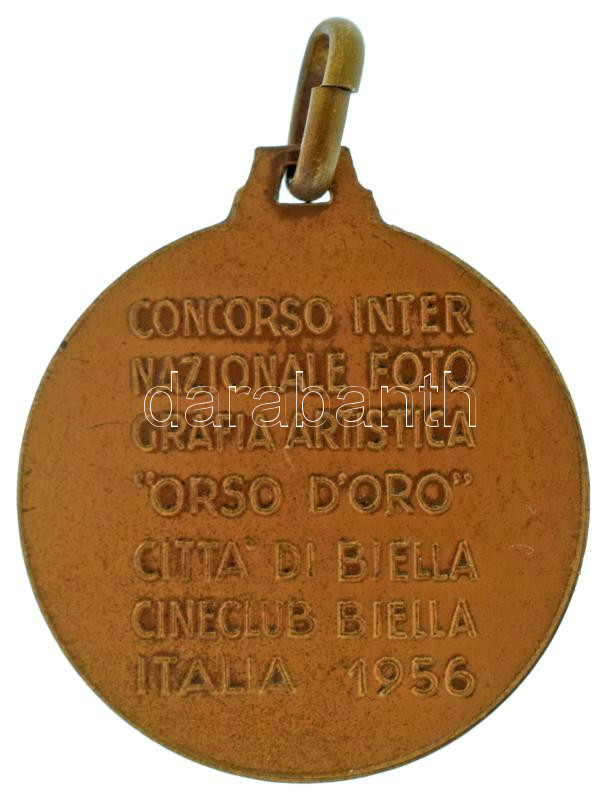 CONCORSO INTER
NAZIONALE FOTO
darabanth
GRAFIA ARTISTICA
"ORSO D'ORO"
CITTA' DI BIELLA
CINECLUB BIELLA
ITALIA 1956